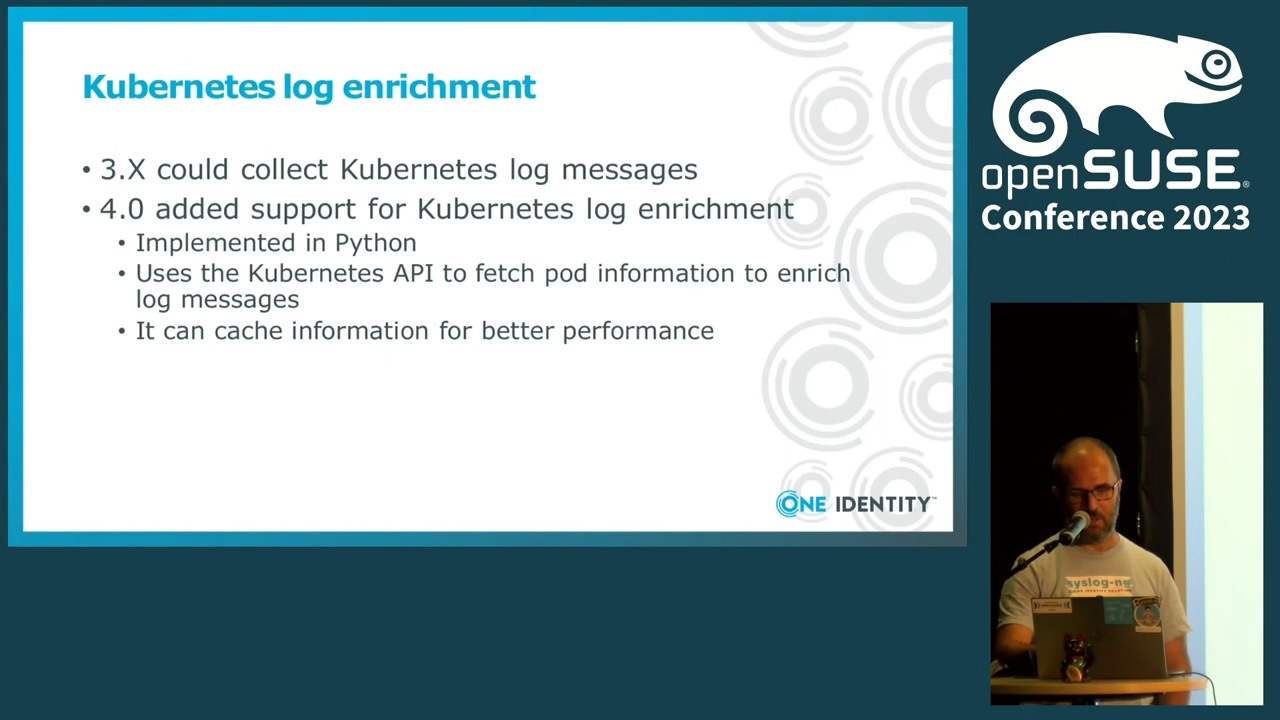 Kubernetes log enrichment
• 3.X could collect Kubernetes log messages
• 4.0 added support for Kubernetes log enrichment
• Implemented in Python
• Uses the Kubernetes API to fetch pod information to enrich
log messages
• It can cache information for better performance
ONE IDENTITY™
openSUSE®
Conference 2023
syslog-ng